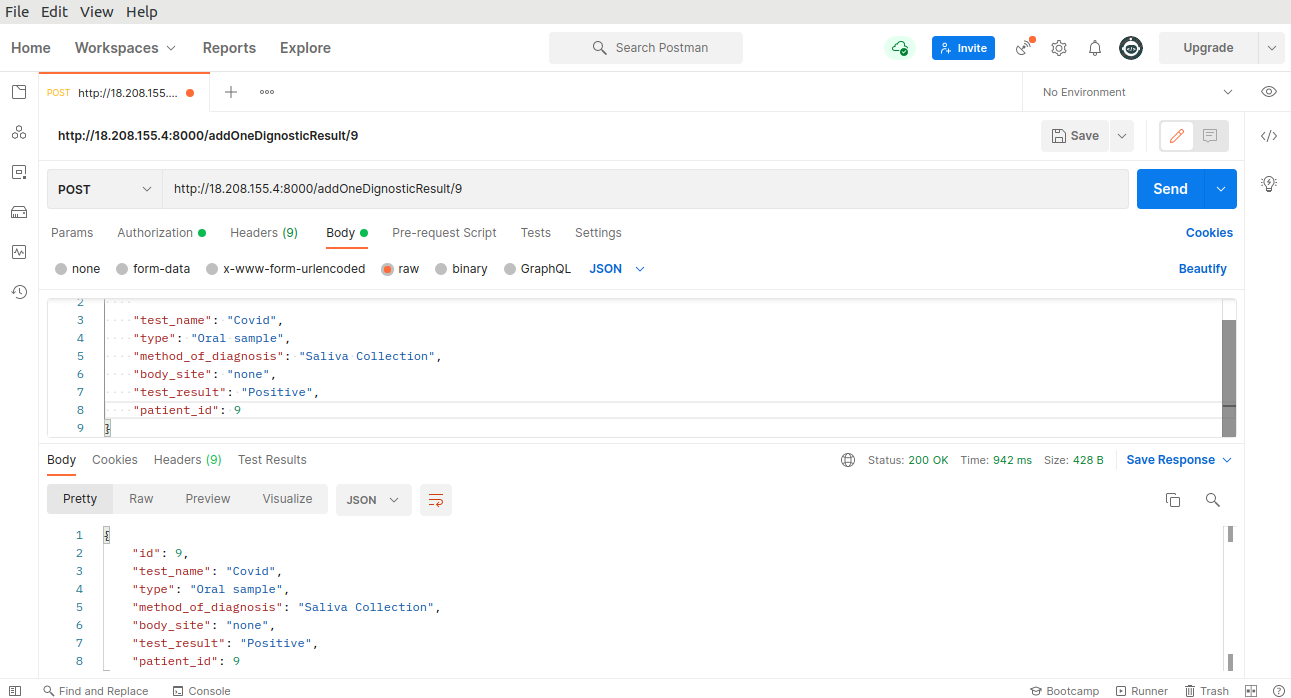 File Edit View Help
Home Workspaces Reports Explore Search Postman Invite Upgrade
POST http://18.208.155.... No Environment
http://18.208.155.4:8000/addOneDignosticResult/9 Save
POST http://18.208.155.4:8000/addOneDignosticResult/9 Send
Params Authorization Headers (9) Body Pre-request Script Tests Settings Cookies
none form-data x-www-form-urlencoded raw binary GraphQL JSON Beautify
2
3 "test_name": "Covid",
4 "type": "Oral sample",
5 "method_of_diagnosis": "Saliva Collection",
6 "body_site": "none",
7 "test_result": "Positive",
8 "patient_id": 9
9 }
Body Cookies Headers (9) Test Results Status: 200 OK Time: 942 ms Size: 428 B Save Response
Pretty Raw Preview Visualize JSON
1 {
2 "id": 9,
3 "test_name": "Covid",
4 "type": "Oral sample",
5 "method_of_diagnosis": "Saliva Collection",
6 "body_site": "none",
7 "test_result": "Positive",
8 "patient_id": 9
Find and Replace Console Bootcamp Runner Trash